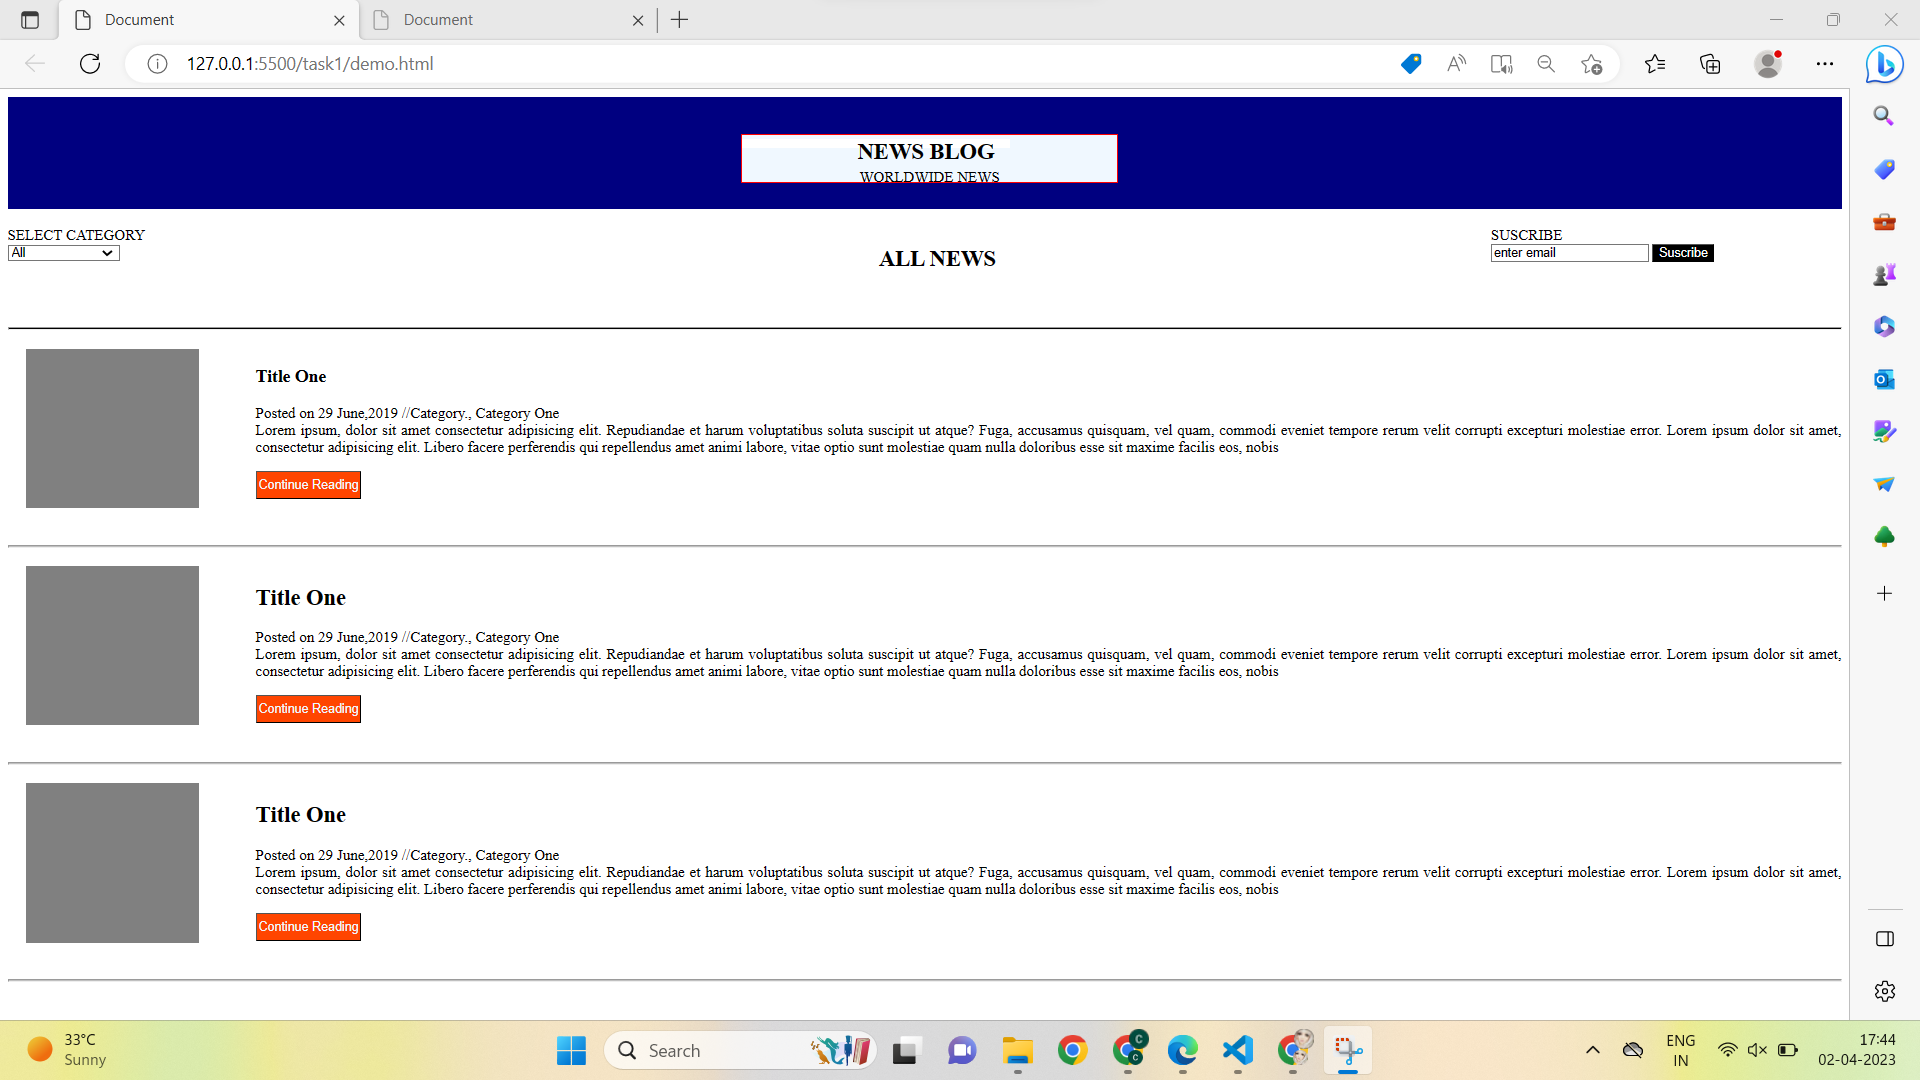 Document
Document
127.0.0.1:5500/task1/demo.html
NEWS BLOG
WORLDWIDE NEWS
SELECT CATEGORY
All
ALL NEWS
SUSCRIBE
enter email Suscribe
Title One
Posted on 29 June,2019 //Category., Category One
Lorem ipsum, dolor sit amet consectetur adipisicing elit. Repudiandae et harum voluptatibus soluta suscipit ut atque? Fuga, accusamus quisquam, vel quam, commodi eveniet tempore rerum velit corrupti excepturi molestiae error. Lorem ipsum dolor sit amet,
consectetur adipisicing elit. Libero facere perferendis qui repellendus amet animi labore, vitae optio sunt molestiae quam nulla doloribus esse sit maxime facilis eos, nobis
Continue Reading
Title One
Posted on 29 June,2019 //Category., Category One
Lorem ipsum, dolor sit amet consectetur adipisicing elit. Repudiandae et harum voluptatibus soluta suscipit ut atque? Fuga, accusamus quisquam, vel quam, commodi eveniet tempore rerum velit corrupti excepturi molestiae error. Lorem ipsum dolor sit amet,
consectetur adipisicing elit. Libero facere perferendis qui repellendus amet animi labore, vitae optio sunt molestiae quam nulla doloribus esse sit maxime facilis eos, nobis
Continue Reading
Title One
Posted on 29 June,2019 //Category., Category One
Lorem ipsum, dolor sit amet consectetur adipisicing elit. Repudiandae et harum voluptatibus soluta suscipit ut atque? Fuga, accusamus quisquam, vel quam, commodi eveniet tempore rerum velit corrupti excepturi molestiae error. Lorem ipsum dolor sit amet,
consectetur adipisicing elit. Libero facere perferendis qui repellendus amet animi labore, vitae optio sunt molestiae quam nulla doloribus esse sit maxime facilis eos, nobis
Continue Reading
33°C
Sunny
Search
C
C
ENG
IN
17:44
02-04-2023